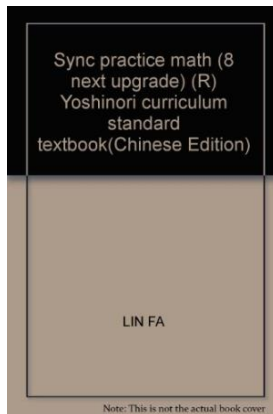 Sync practice math (8
next upgrade) (R)
Yoshinori curriculum
standard
textbook(Chinese Edition)
LIN FA
Note: This is not the actual book cover